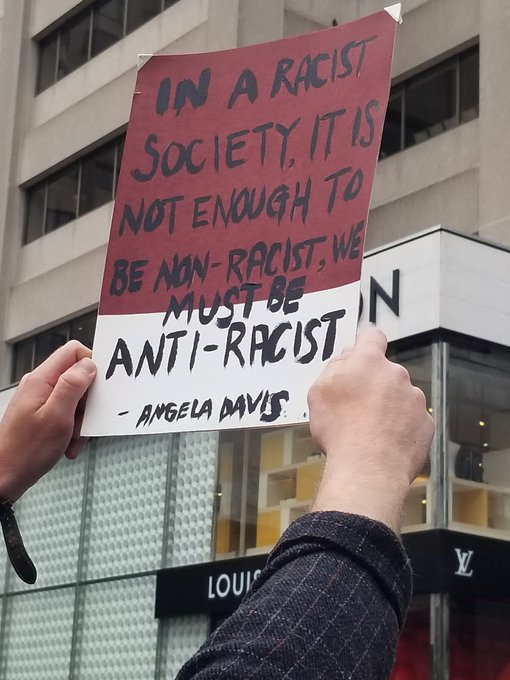 IN A RACIST
SOCIETY, IT IS
NOT ENOUGH TO
BE NON-RACIST, WE
MUST BE
ANTI-RACIST
- ANGELA DAVIS.
ON
LOUIS
LV